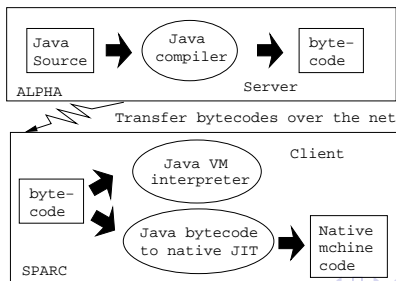 Java
Source
Java
compiler
byte-
code
ALPHA
Server
Transfer bytecodes over the net
Client
Java VM
interpreter
byte-
code
Java bytecode
to native JIT
Native
mchine
code
SPARC